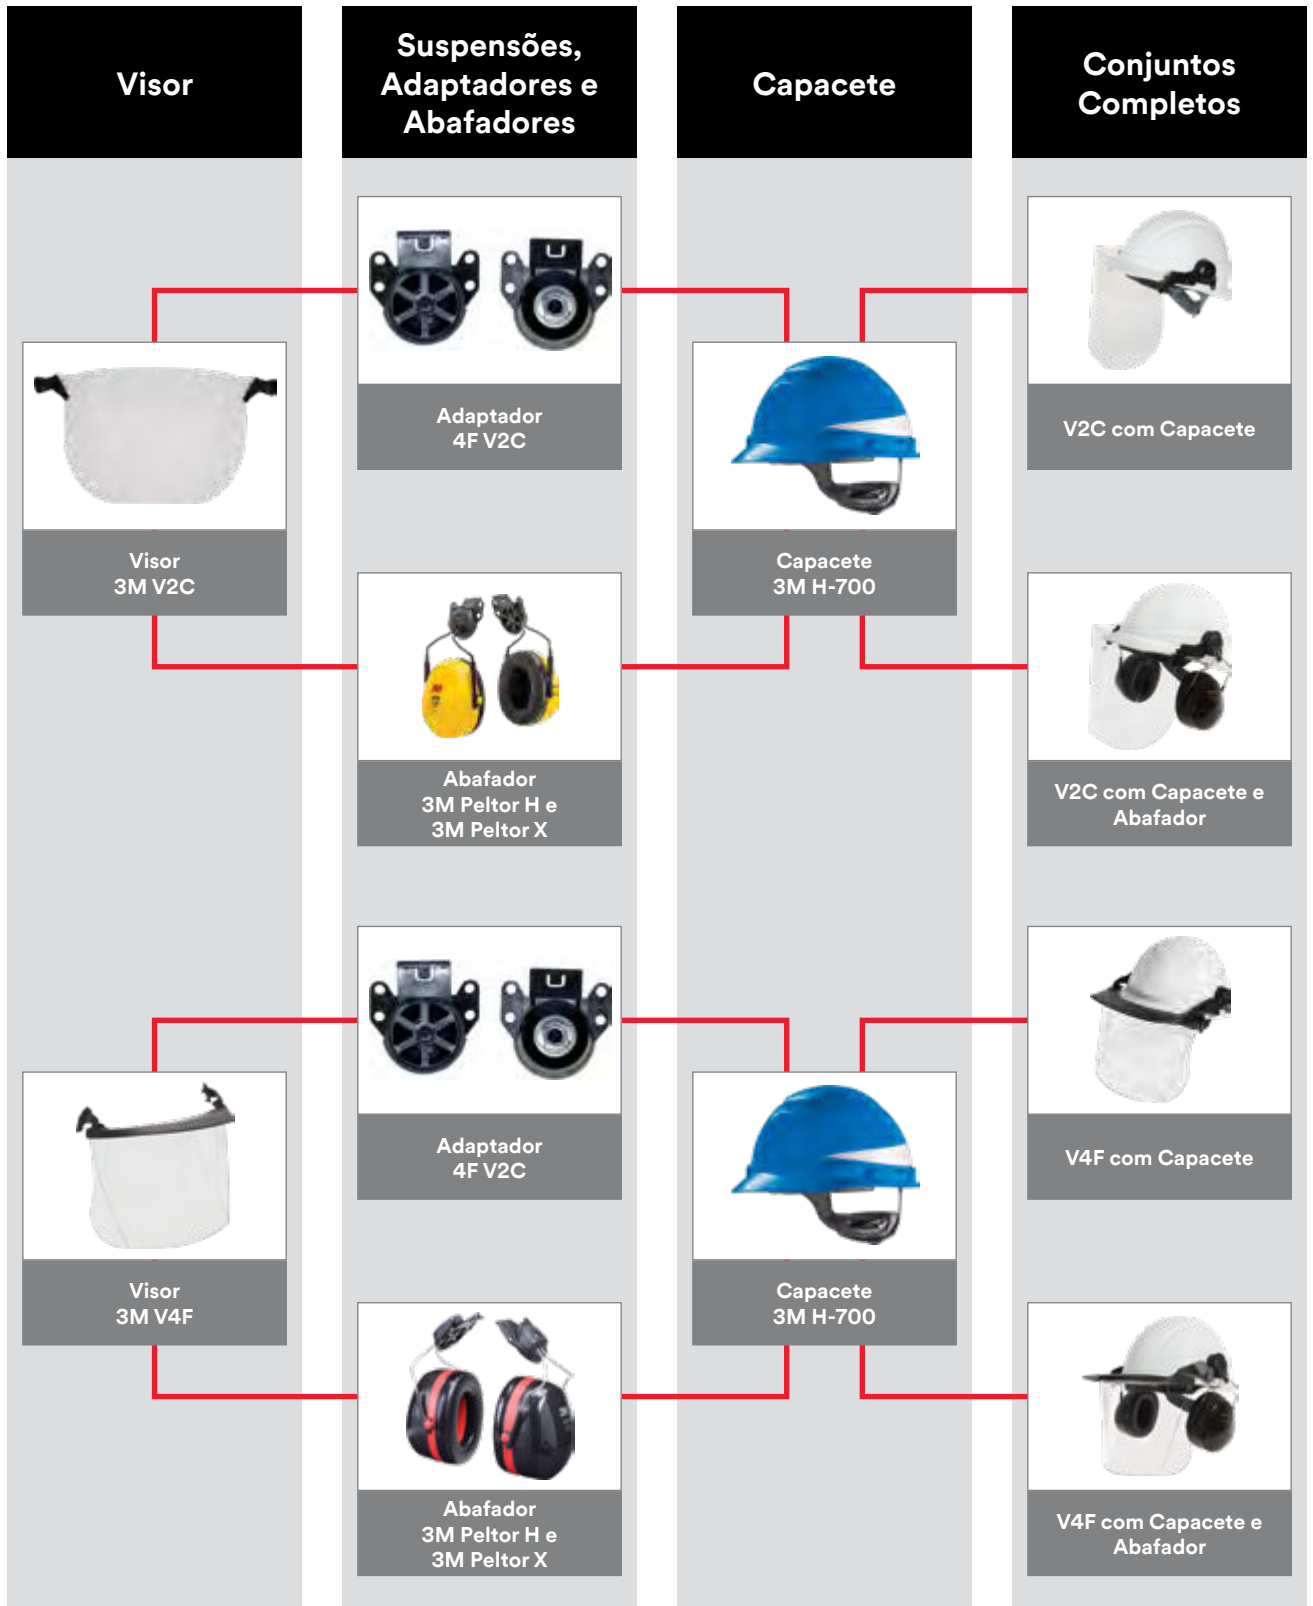 Visor
Suspensões,
Adaptadores e
Abafadores
Capacete
Conjuntos
Completos
Adaptador
4F V2C
V2C com Capacete
Visor
3M V2C
Capacete
3M H-700
Abafador
3M Peltor H e
3M Peltor X
V2C com Capacete e
Abafador
Adaptador
4F V2C
V4F com Capacete
Visor
3M V4F
Capacete
3M H-700
Abafador
3M Peltor H e
3M Peltor X
V4F com Capacete e
Abafador